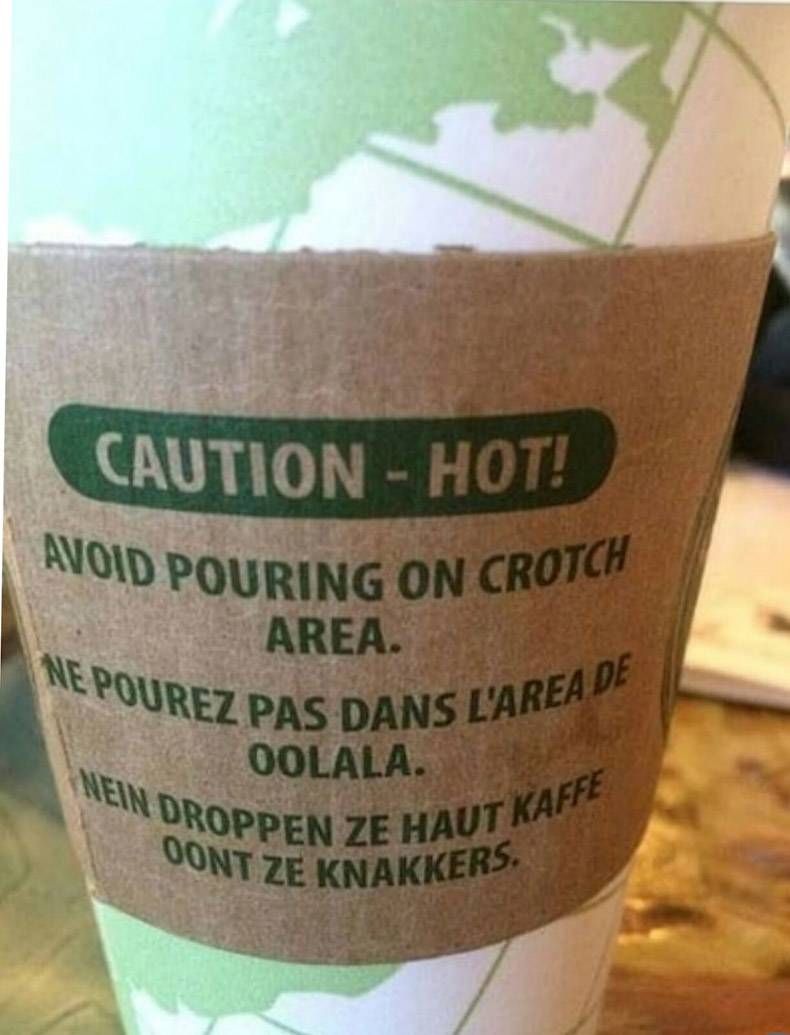 CAUTION - HOT!
AVOID POURING ON CROTCH
AREA.
NE POUREZ PAS DANS L'AREA DE
OOLALA.
NEIN DROPPEN ZE HAUT KAFFE
OONT ZE KNAKKERS.